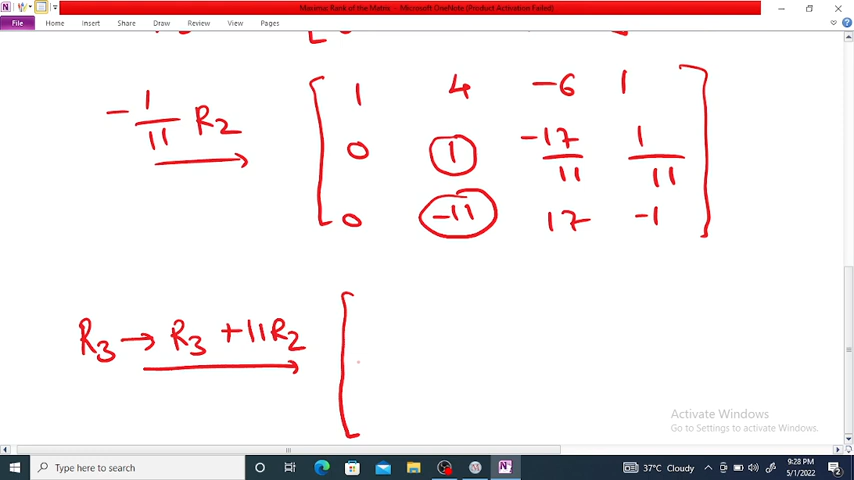 Maxima: Rank of the Matrix -- Microsoft OneNote (Product Activation Failed)
File Home Insert Share Draw History Review View Pages
1 4 -6 1
-1/11 R2
0 1 -17/11 1/11
0 -11 17 -1
R3 → R3 + 11R2
Activate Windows
Go to Settings to activate Windows.
Type here to search
37°C Cloudy
9:28 PM
5/1/2022
2